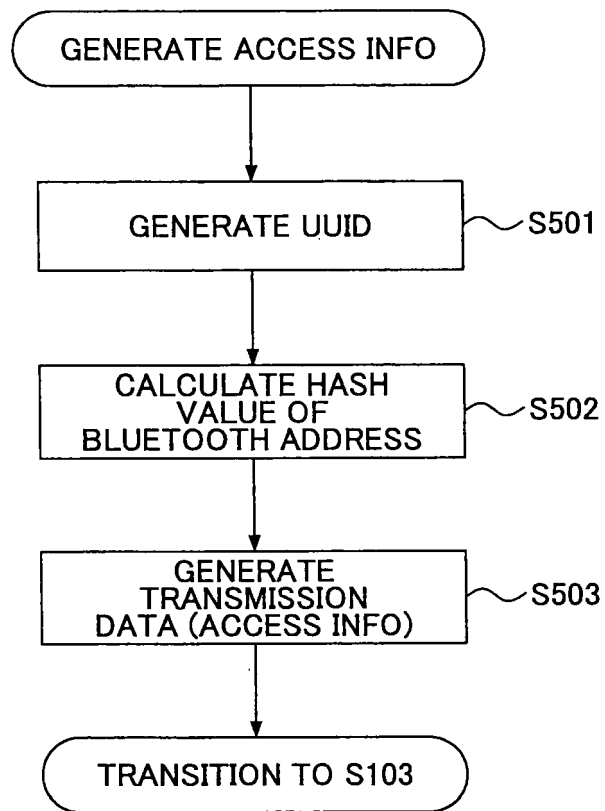 GENERATE ACCESS INFO
GENERATE UUID
S501
CALCULATE HASH
VALUE OF
BLUETOOTH ADDRESS
S502
GENERATE
TRANSMISSION
DATA (ACCESS INFO)
S503
TRANSITION TO S103